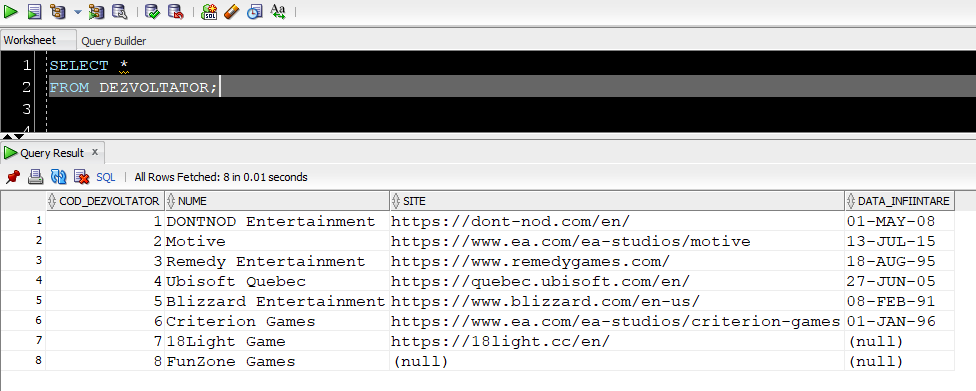 Aa
SQL
Worksheet Query Builder
1 SELECT *
2 FROM DEZVOLTATOR;
3
4
Query Result x
SQL | All Rows Fetched: 8 in 0.01 seconds
COD_DEZVOLTATOR NUME SITE DATA_INFIINTARE
1 1 DONTNOD Entertainment https://dont-nod.com/en/ 01-MAY-08
2 2 Motive https://www.ea.com/ea-studios/motive 13-JUL-15
3 3 Remedy Entertainment https://www.remedygames.com/ 18-AUG-95
4 4 Ubisoft Quebec https://quebec.ubisoft.com/en/ 27-JUN-05
5 5 Blizzard Entertainment https://www.blizzard.com/en-us/ 08-FEB-91
6 6 Criterion Games https://www.ea.com/ea-studios/criterion-games 01-JAN-96
7 7 18Light Game https://18light.cc/en/ (null)
8 8 FunZone Games (null) (null)